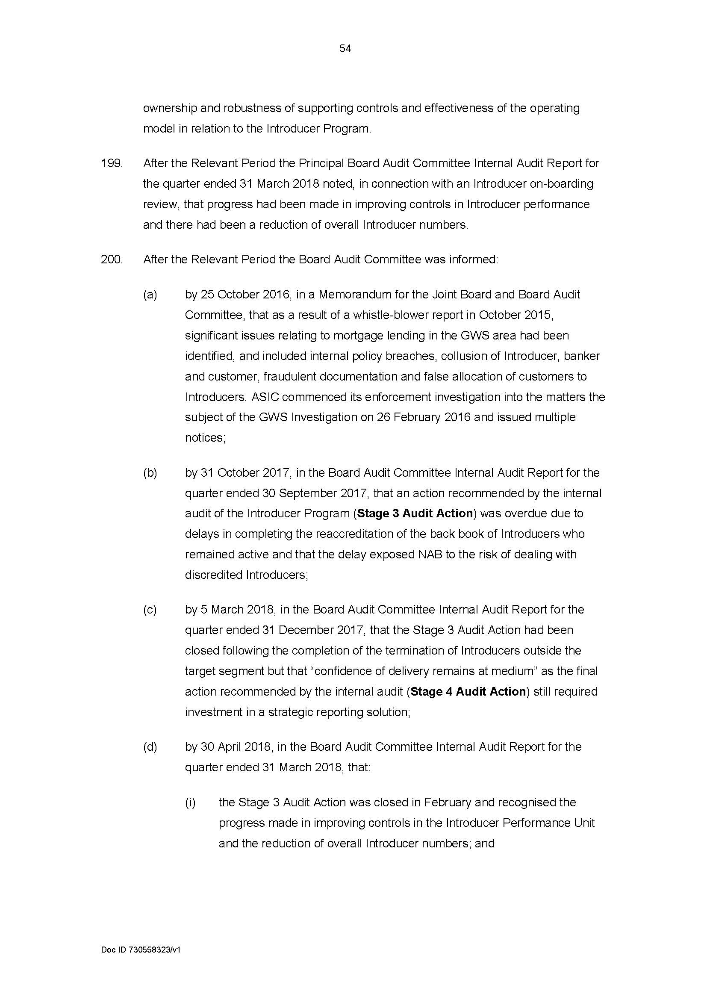 54
ownership and robustness of supporting controls and effectiveness of the operating
model in relation to the Introducer Program.
199. After the Relevant Period the Principal Board Audit Committee Internal Audit Report for
the quarter ended 31 March 2018 noted, in connection with an Introducer on-boarding
review, that progress had been made in improving controls in Introducer performance
and there had been a reduction of overall Introducer numbers.
200. After the Relevant Period the Board Audit Committee was informed:
(a) by 25 October 2016, in a Memorandum for the Joint Board and Board Audit
Committee, that as a result of a whistle-blower report in October 2015,
significant issues relating to mortgage lending in the GWS area had been
identified, and included internal policy breaches, collusion of Introducer, banker
and customer, fraudulent documentation and false allocation of customers to
Introducers. ASIC commenced its enforcement investigation into the matters the
subject of the GWS Investigation on 26 February 2016 and issued multiple
notices;
(b) by 31 October 2017, in the Board Audit Committee Internal Audit Report for the
quarter ended 30 September 2017, that an action recommended by the internal
audit of the Introducer Program (Stage 3 Audit Action) was overdue due to
delays in completing the reaccreditation of the back book of Introducers who
remained active and that the delay exposed NAB to the risk of dealing with
discredited Introducers;
(c) by 5 March 2018, in the Board Audit Committee Internal Audit Report for the
quarter ended 31 December 2017, that the Stage 3 Audit Action had been
closed following the completion of the termination of Introducers outside the
target segment but that “confidence of delivery remains at medium” as the final
action recommended by the internal audit (Stage 4 Audit Action) still required
investment in a strategic reporting solution;
(d) by 30 April 2018, in the Board Audit Committee Internal Audit Report for the
quarter ended 31 March 2018, that:
(i) the Stage 3 Audit Action was closed in February and recognised the
progress made in improving controls in the Introducer Performance Unit
and the reduction of overall Introducer numbers; and
Doc ID 730558323/v1